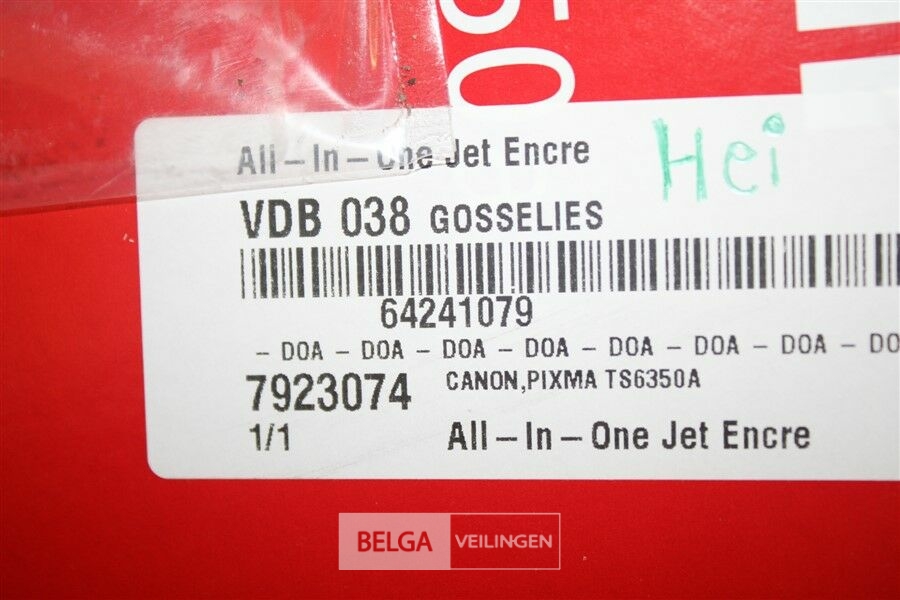 All-In-One Jet Encre
Hei
VDB 038 GOSSELIES
64241079
- DOA - DOA - DOA - DOA - DOA - DOA - DOA - DO
7923074 CANON,PIXMA TS6350A
1/1 All-In-One Jet Encre
BELGA VEILINGEN